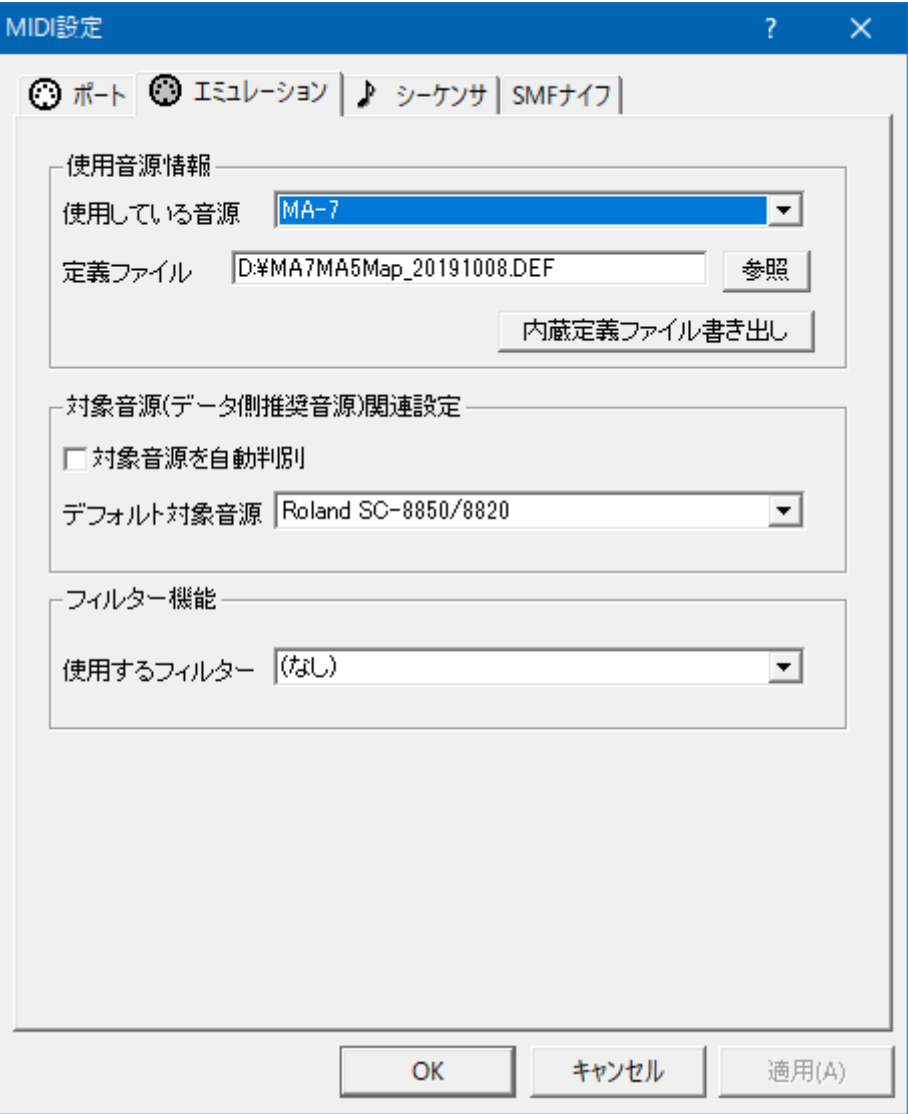 MIDI設定
ポート エミュレーション シーケンサ SMFナイフ
使用音源情報
使用している音源 MA-7
定義ファイル D:¥MA7MA5Map_20191008.DEF 参照
内蔵定義ファイル書き出し
対象音源(データ側推奨音源)関連設定
対象音源を自動判別
デフォルト対象音源 Roland SC-8850/8820
フィルター機能
使用するフィルター (なし)
OK キャンセル 適用(A)